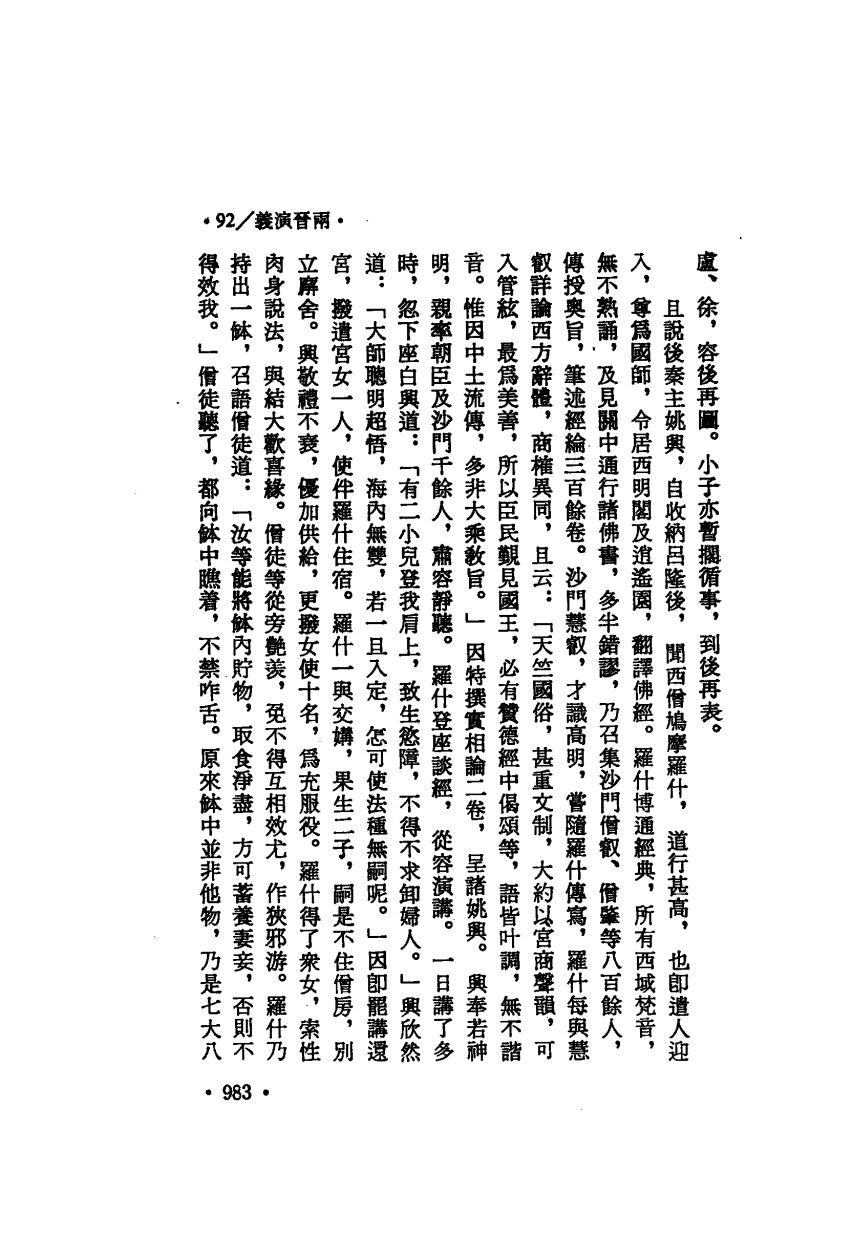 •92／義演晉兩•
盧、徐，容後再圖。小子亦暫擱循事，到後再表。
且說後秦主姚興，自收納呂隆後，聞西僧鳩摩羅什，道行甚高，也卽遣人迎
入，尊爲國師，令居西明閣及逍遙園，翻譯佛經。羅什博通經典，所有西域梵音，
無不熟誦，及見關中通行諸佛書，多半錯謬，乃召集沙門僧叡、僧肇等八百餘人，
傳授奧旨，筆述經綸三百餘卷。沙門慧叡，才識高明，嘗隨羅什傳寫，羅什每與慧
叡詳論西方辭體，商榷異同，且云：「天竺國俗，甚重文制，大約以宮商聲韻，可
入管絃，最爲美善，所以臣民覲見國王，必有贊德經中偈頌等，語皆叶調，無不諧
音。惟因中土流傳，多非大乘敎旨。」因特撰實相論二卷，呈諸姚興。興奉若神
明，親率朝臣及沙門千餘人，肅容靜聽。羅什登座談經，從容演講。一日講了多
時，忽下座白興道：「有二小兒登我肩上，致生慾障，不得不求卸婦人。」興欣然
道：「大師聰明超悟，海內無雙，若一旦入定，怎可使法種無嗣呢。」因卽罷講還
宮，撥遣宮女一人，使伴羅什住宿。羅什一與交媾，果生二子，嗣是不住僧房，別
立廨舍。興敬禮不衰，優加供給，更撥女使十名，爲充服役。羅什得了衆女，索性
肉身說法，與結大歡喜緣。僧徒等從旁艷羨，免不得互相效尤，作狹邪游。羅什乃
持出一缽，召語僧徒道：「汝等能將缽內貯物，取食淨盡，方可蓄養妻妾，否則不
得效我。」僧徒聽了，都向缽中瞧着，不禁咋舌。原來缽中並非他物，乃是七大八
•983•